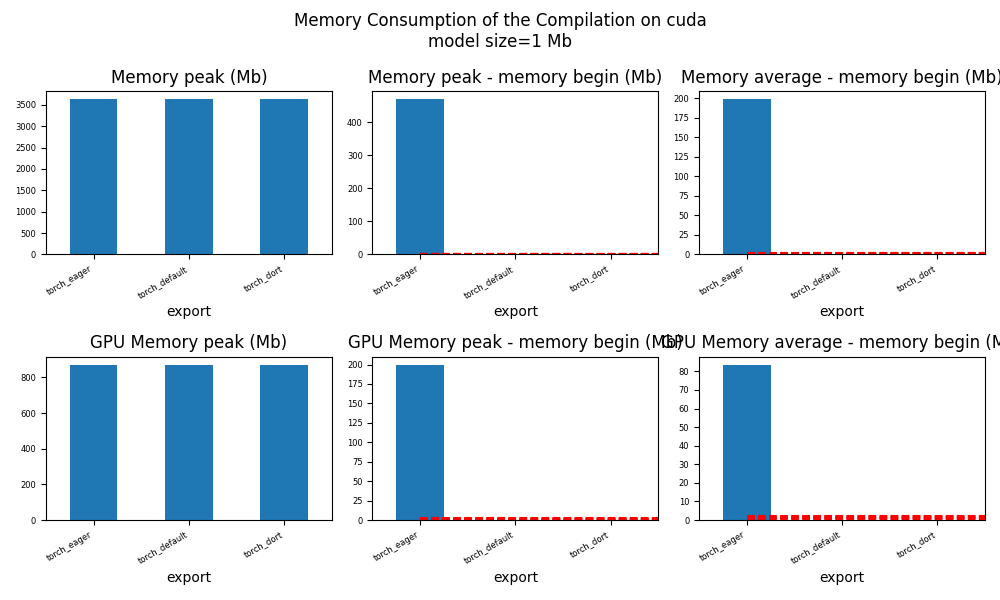 Memory Consumption of the Compilation on cuda
model size=1 Mb
Memory peak (Mb)
3500
3000
2500
2000
1500
1000
500
0
torch_eager
torch_default
torch_dort
export
Memory peak - memory begin (Mb)
400
300
200
100
0
torch_eager
torch_default
torch_dort
export
Memory average - memory begin (Mb)
200
175
150
125
100
75
50
25
0
torch_eager
torch_default
torch_dort
export
GPU Memory peak (Mb)
800
600
400
200
0
torch_eager
torch_default
torch_dort
export
GPU Memory peak - memory begin (Mb)
200
175
150
125
100
75
50
25
0
torch_eager
torch_default
torch_dort
export
GPU Memory average - memory begin (M
80
70
60
50
40
30
20
10
0
torch_eager
torch_default
torch_dort
export